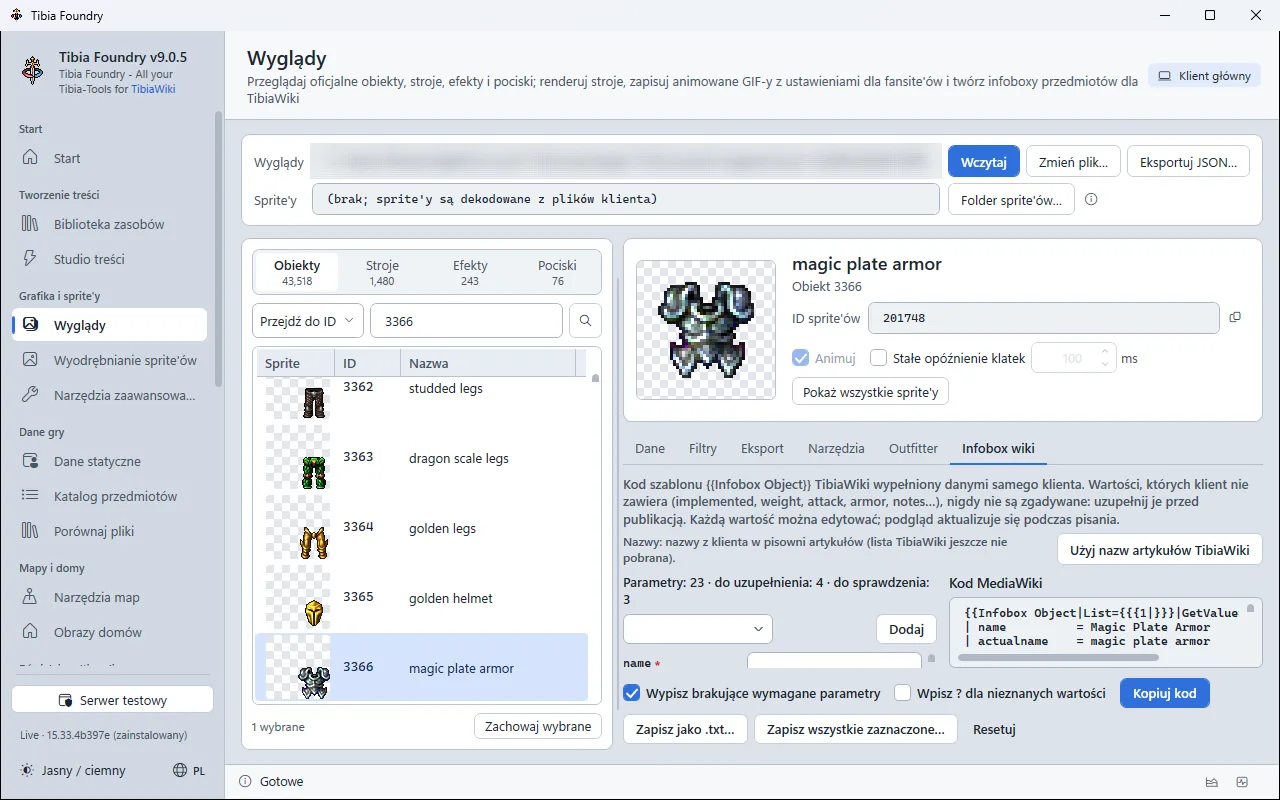 Tibia Foundry
Tibia Foundry v9.0.5
Tibia Foundry - All your
Tibia-Tools for TibiaWiki
Start
Start
Tworzenie treści
Biblioteka zasobów
Studio treści
Grafika i sprite'y
Wyglądy
Wyodrębnianie sprite'ów
Narzędzia zaawansowa...
Dane gry
Dane statyczne
Katalog przedmiotów
Porównaj pliki
Mapy i domy
Narzędzia map
Obrazy domów
Serwer testowy
Live · 15.33.4b397e (zainstalowany)
Jasny / ciemny
PL
Wyglądy
Przeglądaj oficjalne obiekty, stroje, efekty i pociski; renderuj stroje, zapisuj animowane GIF-y z ustawieniami dla fansite'ów i twórz infoboxy przedmiotów dla
TibiaWiki
Klient główny
Wyglądy
Wczytaj
Zmień plik...
Eksportuj JSON...
Sprite'y
(brak; sprite'y są dekodowane z plików klienta)
Folder sprite'ów...
Obiekty
43,518
Stroje
1,480
Efekty
243
Pociski
76
Przejdź do ID
3366
Sprite ID Nazwa
3362 studded legs
3363 dragon scale legs
3364 golden legs
3365 golden helmet
3366 magic plate armor
1 wybrane
Zachowaj wybrane
magic plate armor
Obiekt 3366
ID sprite'ów
201748
Animuj
Stałe opóźnienie klatek
100
ms
Pokaż wszystkie sprite'y
Dane Filtry Eksport Narzędzia Outfitter Infobox wiki
Kod szablonu {{Infobox Object}} TibiaWiki wypełniony danymi samego klienta. Wartości, których klient nie
zawiera (implemented, weight, attack, armor, notes...), nigdy nie są zgadywane: uzupełnij je przed
publikacją. Każdą wartość można edytować; podgląd aktualizuje się podczas pisania.
Nazwy: nazwy z klienta w pisowni artykułów (lista TibiaWiki jeszcze nie
pobrana).
Użyj nazw artykułów TibiaWiki
Parametry: 23 · do uzupełnienia: 4 · do sprawdzenia:
3
Dodaj
name *
Kod MediaWiki
{{Infobox Object|List={{{1|}}}|GetValue
| name = Magic Plate Armor
| actualname = magic plate armor
Wypisz brakujące wymagane parametry
Wpisz ? dla nieznanych wartości
Kopiuj kod
Zapisz jako .txt...
Zapisz wszystkie zaznaczone...
Resetuj
Gotowe